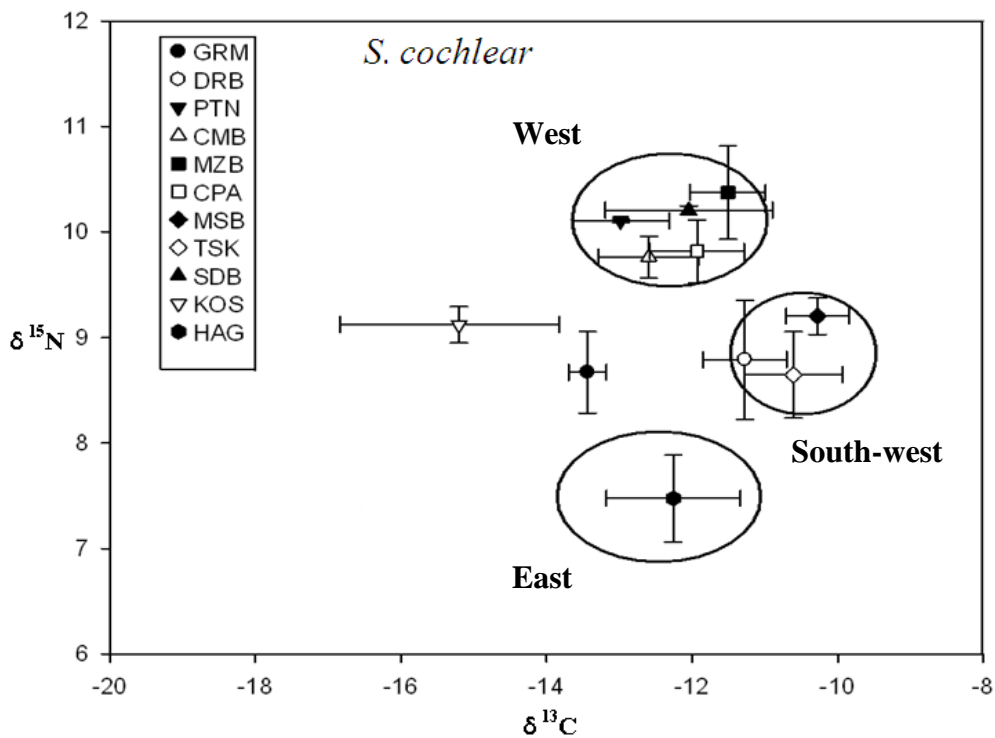 S. cochlear
GRM
DRB
PTN
CMB
MZB
CPA
MSB
TSK
SDB
KOS
HAG
West
South-west
East
δ ¹⁵N
12
11
10
9
8
7
6
-20 -18 -16 -14 -12 -10 -8
δ ¹³C